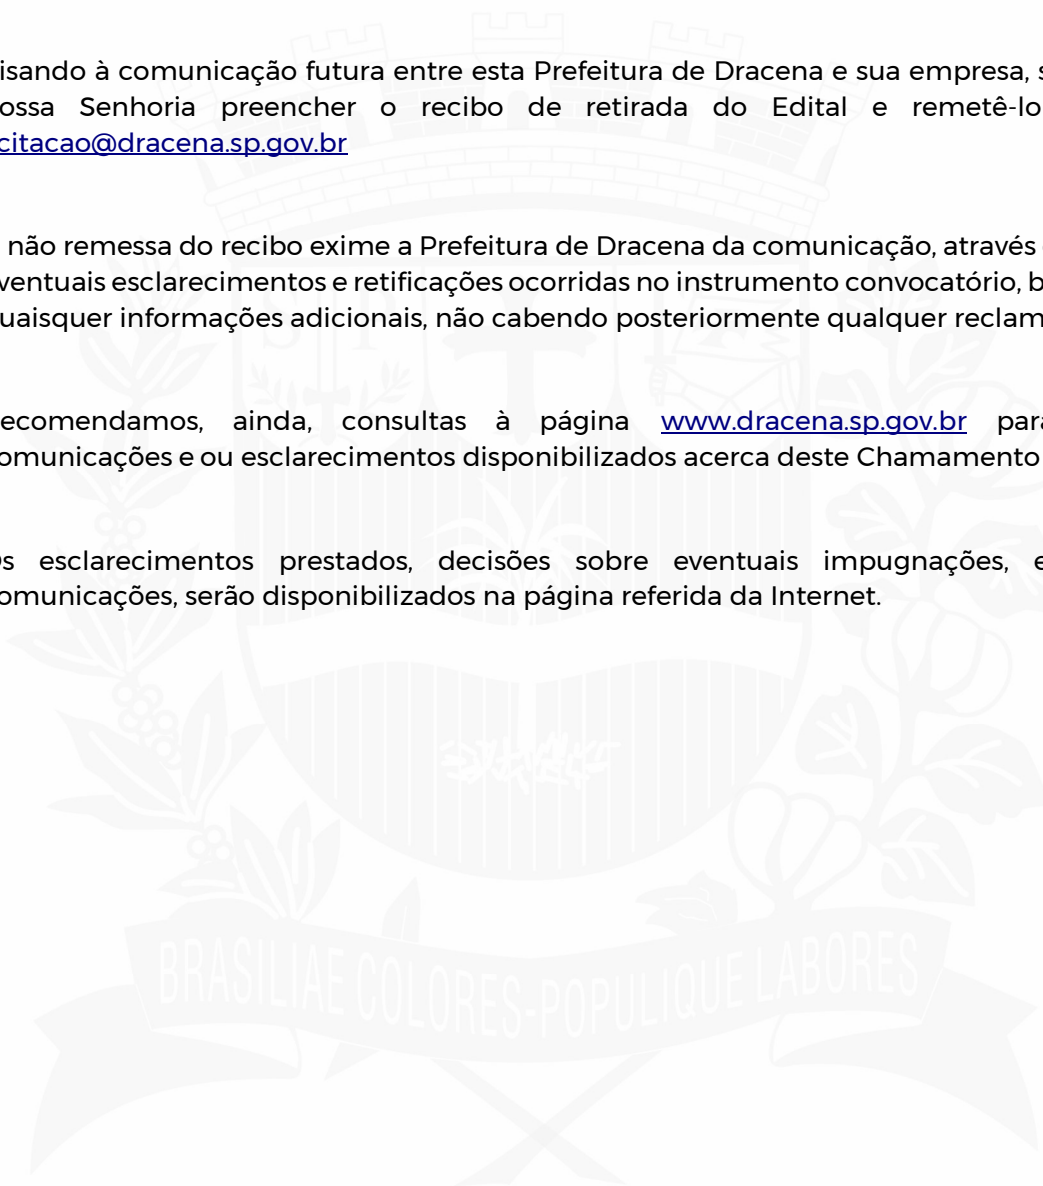 isando à comunicação futura entre esta Prefeitura de Dracena e sua empresa, s
ossa Senhoria preencher o recibo de retirada do Edital e remetê-lo
citacao@dracena.sp.gov.br
não remessa do recibo exime a Prefeitura de Dracena da comunicação, através
ventuais esclarecimentos e retificações ocorridas no instrumento convocatório, b
uaisquer informações adicionais, não cabendo posteriormente qualquer reclam
ecomendamos, ainda, consultas à página www.dracena.sp.gov.br para
omunicações e ou esclarecimentos disponibilizados acerca deste Chamamento
s esclarecimentos prestados, decisões sobre eventuais impugnações, e
omunicações, serão disponibilizados na página referida da Internet.
BRASILIAE COLORES-POPULIQUE LABORES